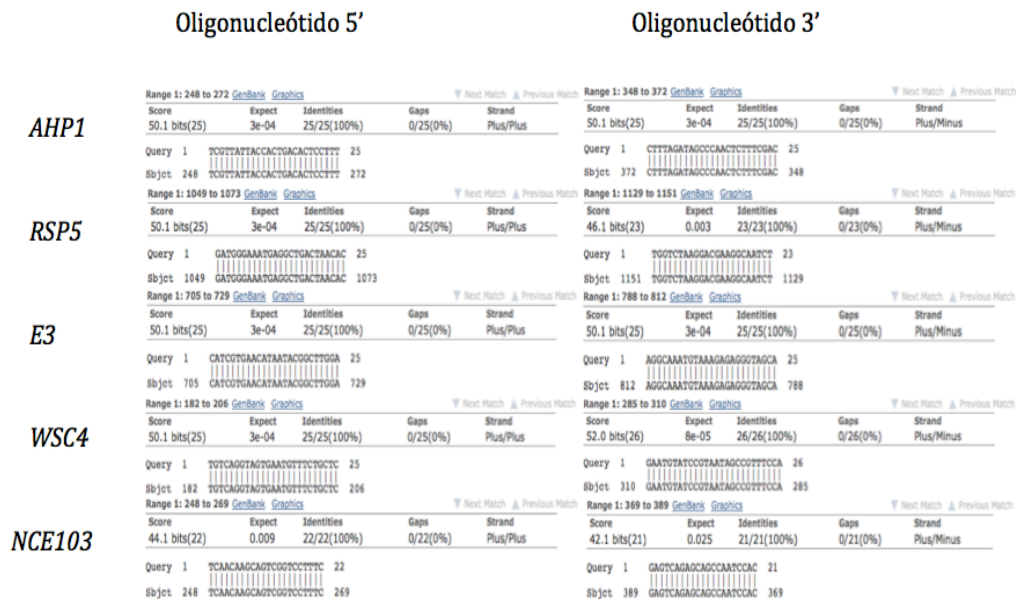 Oligonucleótido 5’
Oligonucleótido 3’
AHP1
Range 1: 248 to 272 GenBank Graphics
Next Match Previous Match
Score Expect Identities Gaps Strand
50.1 bits(25) 3e-04 25/25(100%) 0/25(0%) Plus/Plus
Query 1 TCGTTATTACCACTGACACTCCTTT 25
Sbjct 248 TCGTTATTACCACTGACACTCCTTT 272
Range 1: 348 to 372 GenBank Graphics
Next Match Previous Match
Score Expect Identities Gaps Strand
50.1 bits(25) 3e-04 25/25(100%) 0/25(0%) Plus/Minus
Query 1 CTTTAGATAGCCCAACTCTTTCGAC 25
Sbjct 372 CTTTAGATAGCCCAACTCTTTCGAC 348
RSP5
Range 1: 1049 to 1073 GenBank Graphics
Next Match Previous Match
Score Expect Identities Gaps Strand
50.1 bits(25) 3e-04 25/25(100%) 0/25(0%) Plus/Plus
Query 1 GATGGGAAATGAGGCTGACTAACAC 25
Sbjct 1049 GATGGGAAATGAGGCTGACTAACAC 1073
Range 1: 1129 to 1151 GenBank Graphics
Next Match Previous Match
Score Expect Identities Gaps Strand
46.1 bits(23) 0.003 23/23(100%) 0/23(0%) Plus/Minus
Query 1 TGGTCTAAGGACGAAGGCAATCT 23
Sbjct 1151 TGGTCTAAGGACGAAGGCAATCT 1129
E3
Range 1: 705 to 729 GenBank Graphics
Next Match Previous Match
Score Expect Identities Gaps Strand
50.1 bits(25) 3e-04 25/25(100%) 0/25(0%) Plus/Plus
Query 1 CATCGTGAACATAATACGGCTTGGA 25
Sbjct 705 CATCGTGAACATAATACGGCTTGGA 729
Range 1: 788 to 812 GenBank Graphics
Next Match Previous Match
Score Expect Identities Gaps Strand
50.1 bits(25) 3e-04 25/25(100%) 0/25(0%) Plus/Minus
Query 1 AGGCAAATGTAAAGAGAGGGTAGCA 25
Sbjct 812 AGGCAAATGTAAAGAGAGGGTAGCA 788
WSC4
Range 1: 182 to 206 GenBank Graphics
Next Match Previous Match
Score Expect Identities Gaps Strand
50.1 bits(25) 3e-04 25/25(100%) 0/25(0%) Plus/Plus
Query 1 TGTCAGGTAGTGAATGTTTCTGCTC 25
Sbjct 182 TGTCAGGTAGTGAATGTTTCTGCTC 206
Range 1: 285 to 310 GenBank Graphics
Next Match Previous Match
Score Expect Identities Gaps Strand
52.0 bits(26) 8e-05 26/26(100%) 0/26(0%) Plus/Minus
Query 1 GAATGTATCCGTAATAGCCGTTTCCA 26
Sbjct 310 GAATGTATCCGTAATAGCCGTTTCCA 285
NCE103
Range 1: 248 to 269 GenBank Graphics
Next Match Previous Match
Score Expect Identities Gaps Strand
44.1 bits(22) 0.009 22/22(100%) 0/22(0%) Plus/Plus
Query 1 TCAACAAGCAGTCGGTCCTTTC 22
Sbjct 248 TCAACAAGCAGTCGGTCCTTTC 269
Range 1: 369 to 389 GenBank Graphics
Next Match Previous Match
Score Expect Identities Gaps Strand
42.1 bits(21) 0.025 21/21(100%) 0/21(0%) Plus/Minus
Query 1 GAGTCAGAGCAGCCAATCCAC 21
Sbjct 389 GAGTCAGAGCAGCCAATCCAC 369